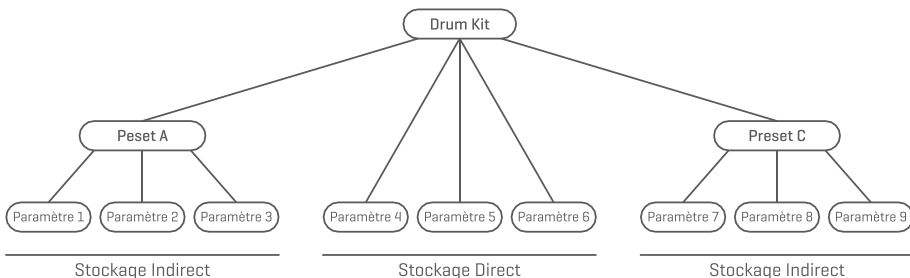 Drum Kit
Peset A
Preset C
Paramètre 1
Paramètre 2
Paramètre 3
Paramètre 4
Paramètre 5
Paramètre 6
Paramètre 7
Paramètre 8
Paramètre 9
Stockage Indirect
Stockage Direct
Stockage Indirect